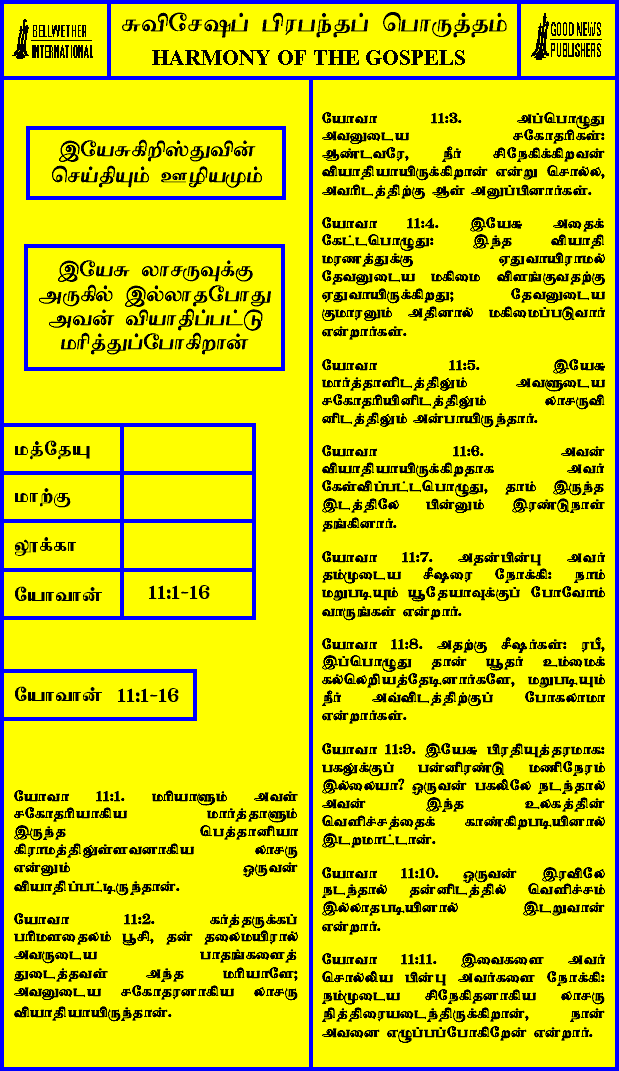 BELLWETHER
INTERNATIONAL
சுவிசேஷப் பிரபந்தப் பொருத்தம்
HARMONY OF THE GOSPELS
GOOD NEWS
PUBLISHERS
இயேசுகிறிஸ்துவின்
செய்தியும் ஊழியமும்
இயேசு லாசருவுக்கு
அருகில் இல்லாதபோது
அவன் வியாதிப்பட்டு
மரித்துப்போகிறான்
மத்தேயு
மாற்கு
லூக்கா
யோவான் 11:1-16
யோவான் 11:1-16
யோவா 11:1. மரியாளும் அவள்
சகோதரியாகிய மார்த்தாளும்
இருந்த பெத்தானியா
கிராமத்திலுள்ளவனாகிய லாசரு
என்னும் ஒருவன்
வியாதிப்பட்டிருந்தான்.
யோவா 11:2. கர்த்தருக்கப்
பரிமளதைலம் பூசி, தன் தலைமயிரால்
அவருடைய பாதங்களைத்
துடைத்தவள் அந்த மரியாளே;
அவளுடைய சகோதரனாகிய லாசரு
வியாதியாயிருந்தான்.
யோவா 11:3. அப்பொழுது
அவனுடைய சகோதரிகள்:
ஆண்டவரே, நீர் சிநேகிக்கிறவன்
வியாதியாயிருக்கிறான் என்று சொல்ல,
அவரிடத்திற்கு ஆள் அனுப்பினார்கள்.
யோவா 11:4. இயேசு அதைக்
கேட்டபொழுது: இந்த வியாதி
மரணத்துக்கு ஏதுவாயிராமல்
தேவனுடைய மகிமை விளங்குவதற்கு
ஏதுவாயிருக்கிறது; தேவனுடைய
குமாரனும் அதினால் மகிமைப்படுவார்
என்றார்கள்.
யோவா 11:5. இயேசு
மார்த்தாளிடத்திலும் அவளுடைய
சகோதரியினிடத்திலும் லாசருவி
னிடத்திலும் அன்பாயிருந்தார்.
யோவா 11:6. அவன்
வியாதியாயிருக்கிறதாக அவர்
கேள்விப்பட்டபொழுது, தாம் இருந்த
இடத்திலே பின்னும் இரண்டுநாள்
தங்கினார்.
யோவா 11:7. அதன்பின்பு அவர்
தம்முடைய சீஷரை நோக்கி: நாம்
மறுபடியும் யூதேயாவுக்குப் போவோம்
வாருங்கள் என்றார்.
யோவா 11:8. அதற்கு சீஷர்கள்: ரபீ,
இப்பொழுது தான் யூதர் உம்மைக்
கல்லெறியத்தேடினார்களே, மறுபடியும்
நீர் அவ்விடத்திற்குப் போகலாமா
என்றார்கள்.
யோவா 11:9. இயேசு பிரதியுத்தரமாக:
பகலுக்குப் பன்னிரண்டு மணிநேரம்
இல்லையா? ஒருவன் பகலிலே நடந்தால்
அவன் இந்த உலகத்தின்
வெளிச்சத்தைக் காண்கிறபடியினால்
இடறமாட்டான்.
யோவா 11:10. ஒருவன் இரவிலே
நடந்தால் தன்னிடத்தில் வெளிச்சம்
இல்லாதபடியினால் இடறுவான்
என்றார்.
யோவா 11:11. இவைகளை அவர்
சொல்லிய பின்பு அவர்களை நோக்கி:
நம்முடைய சிநேகிதனாகிய லாசரு
நித்திரையடைந்திருக்கிறான், நான்
அவனை எழுப்பப்போகிறேன் என்றார்.